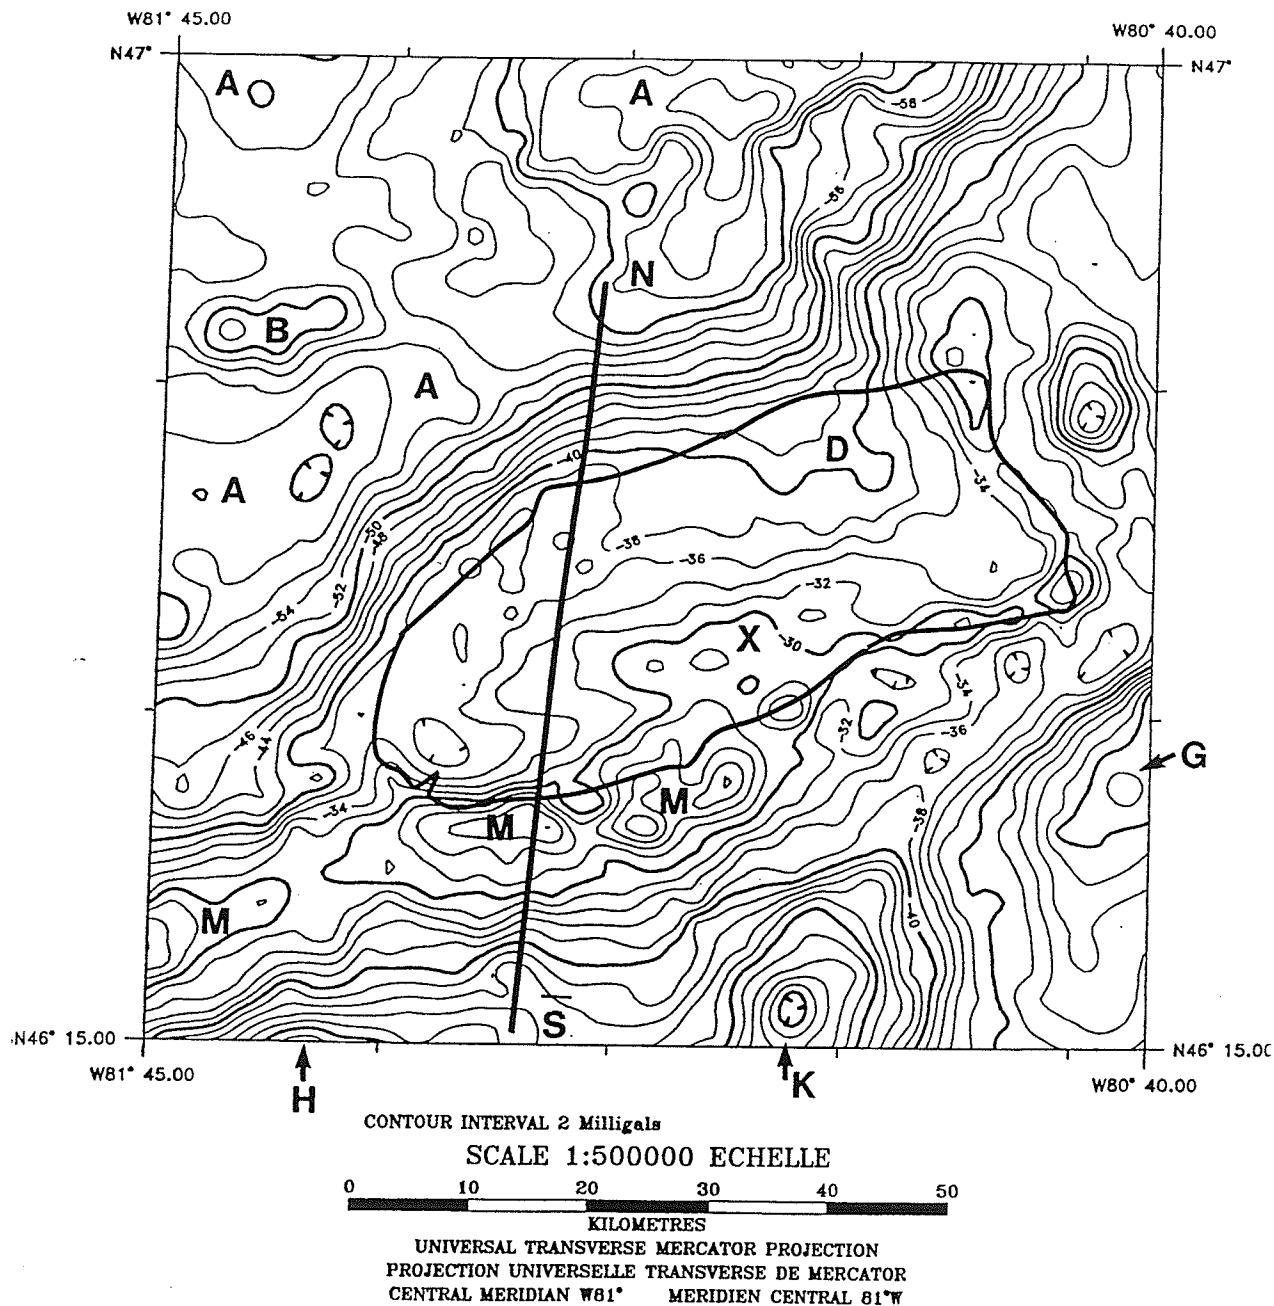 W81° 45.00
W80° 40.00
N47°
N47°
A
A
-58
-58
N
B
A
D
-40
-34
A
-50
-48
-38
-36
-52
-32
-54
X
-30
-34
-46
-44
-32
-36
G
-34
M
M
-38
M
-40
S
N46° 15.00
N46° 15.00
W81° 45.00
W80° 40.00
H
K
CONTOUR INTERVAL 2 Milligals
SCALE 1:500000 ECHELLE
0 10 20 30 40 50
KILOMETRES
UNIVERSAL TRANSVERSE MERCATOR PROJECTION
PROJECTION UNIVERSELLE TRANSVERSE DE MERCATOR
CENTRAL MERIDIAN W81° MERIDIEN CENTRAL 81°W